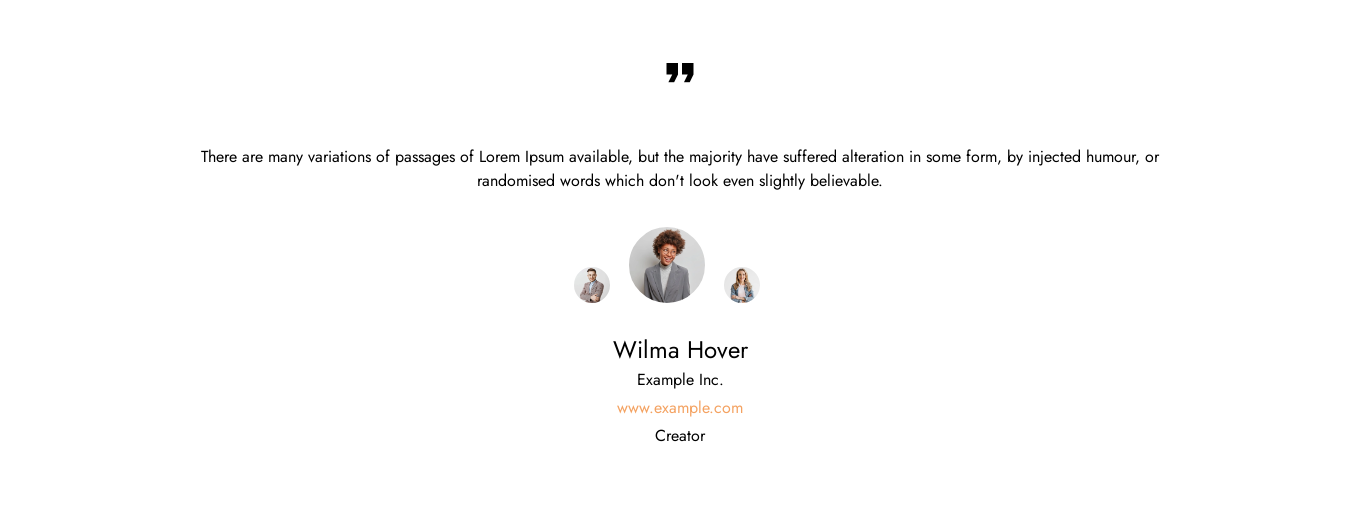 ❞
There are many variations of passages of Lorem Ipsum available, but the majority have suffered alteration in some form, by injected humour, or
randomised words which don't look even slightly believable.
Wilma Hover
Example Inc.
www.example.com
Creator